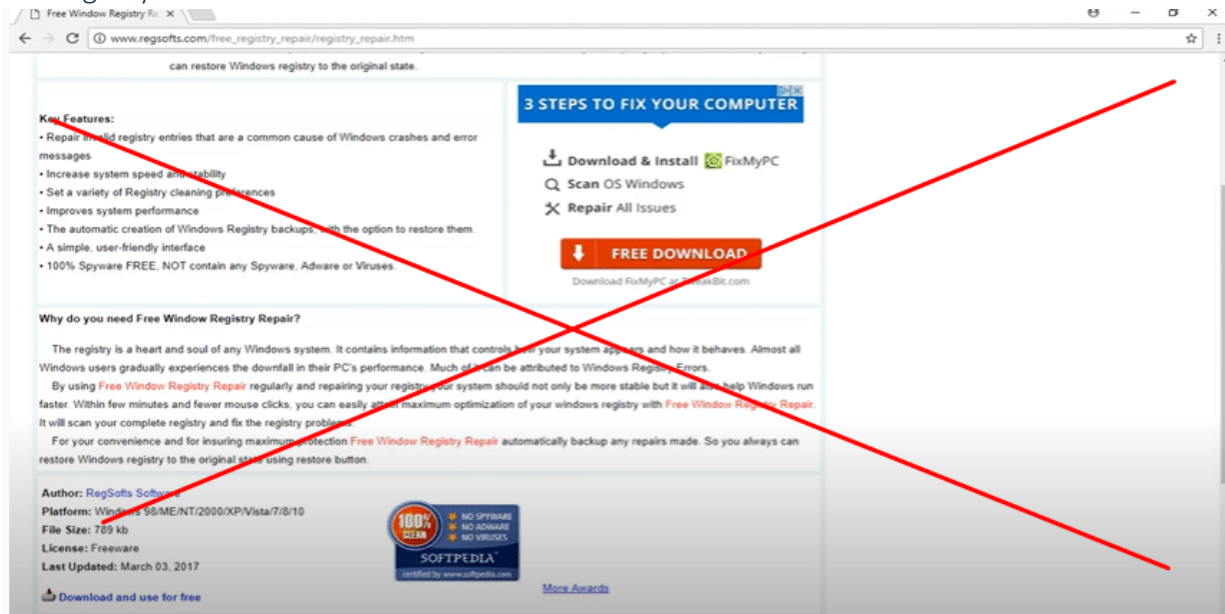 Free Window Registry Re
www.regsofts.com/free_registry_repair/registry_repair.htm
can restore Windows registry to the original state.
Key Features:
• Repair invalid registry entries that are a common cause of Windows crashes and error
messages
• Increase system speed and stability
• Set a variety of Registry cleaning preferences
• Improves system performance
• The automatic creation of Windows Registry backups, with the option to restore them.
• A simple, user-friendly interface
• 100% Spyware FREE, NOT contain any Spyware, Adware or Viruses.
3 STEPS TO FIX YOUR COMPUTER
Download & Install FixMyPC
Scan OS Windows
Repair All Issues
FREE DOWNLOAD
Download FixMyPC at TweakBit.com
Why do you need Free Window Registry Repair?
The registry is a heart and soul of any Windows system. It contains information that controls how your system appears and how it behaves. Almost all
Windows users gradually experiences the downfall in their PC's performance. Much of it can be attributed to Windows Registry Errors.
By using Free Window Registry Repair regularly and repairing your registry your system should not only be more stable but it will also help Windows run
faster. Within few minutes and fewer mouse clicks, you can easily attain maximum optimization of your windows registry with Free Window Registry Repair.
It will scan your complete registry and fix the registry problems.
For your convenience and for insuring maximum protection Free Window Registry Repair automatically backup any repairs made. So you always can
restore Windows registry to the original state using restore button.
Author: RegSofts Software
Platform: Windows 98/ME/NT/2000/XP/Vista/7/8/10
File Size: 789 kb
License: Freeware
Last Updated: March 03, 2017
Download and use for free
100%
CLEAN
NO SPYWARE
NO ADWARE
NO VIRUSES
SOFTPEDIA
certified by www.softpedia.com
More Awards